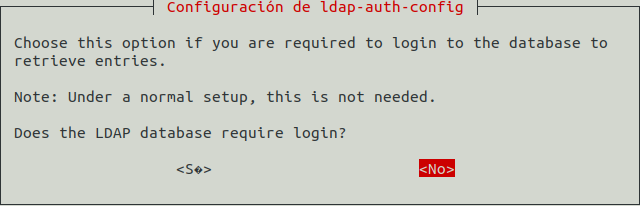 Configuración de ldap-auth-config
Choose this option if you are required to login to the database to
retrieve entries.
Note: Under a normal setup, this is not needed.
Does the LDAP database require login?
<S�> <No>